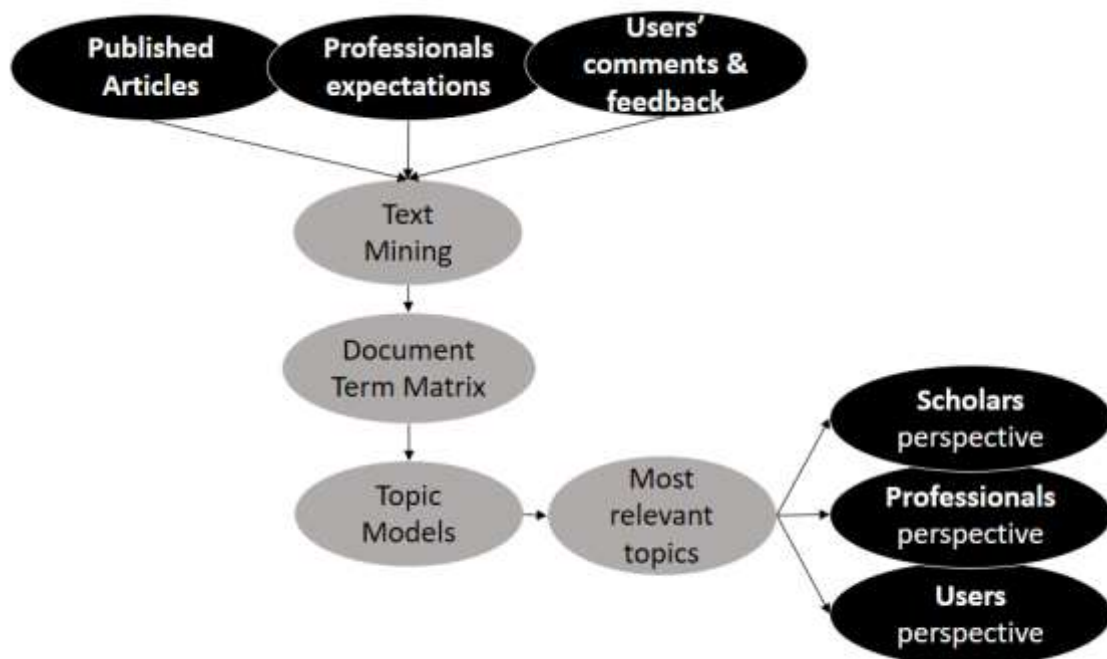 Published
Articles
Professionals
expectations
Users'
comments &
feedback
Text
Mining
Document
Term Matrix
Topic
Models
Most
relevant
topics
Scholars
perspective
Professionals
perspective
Users
perspective